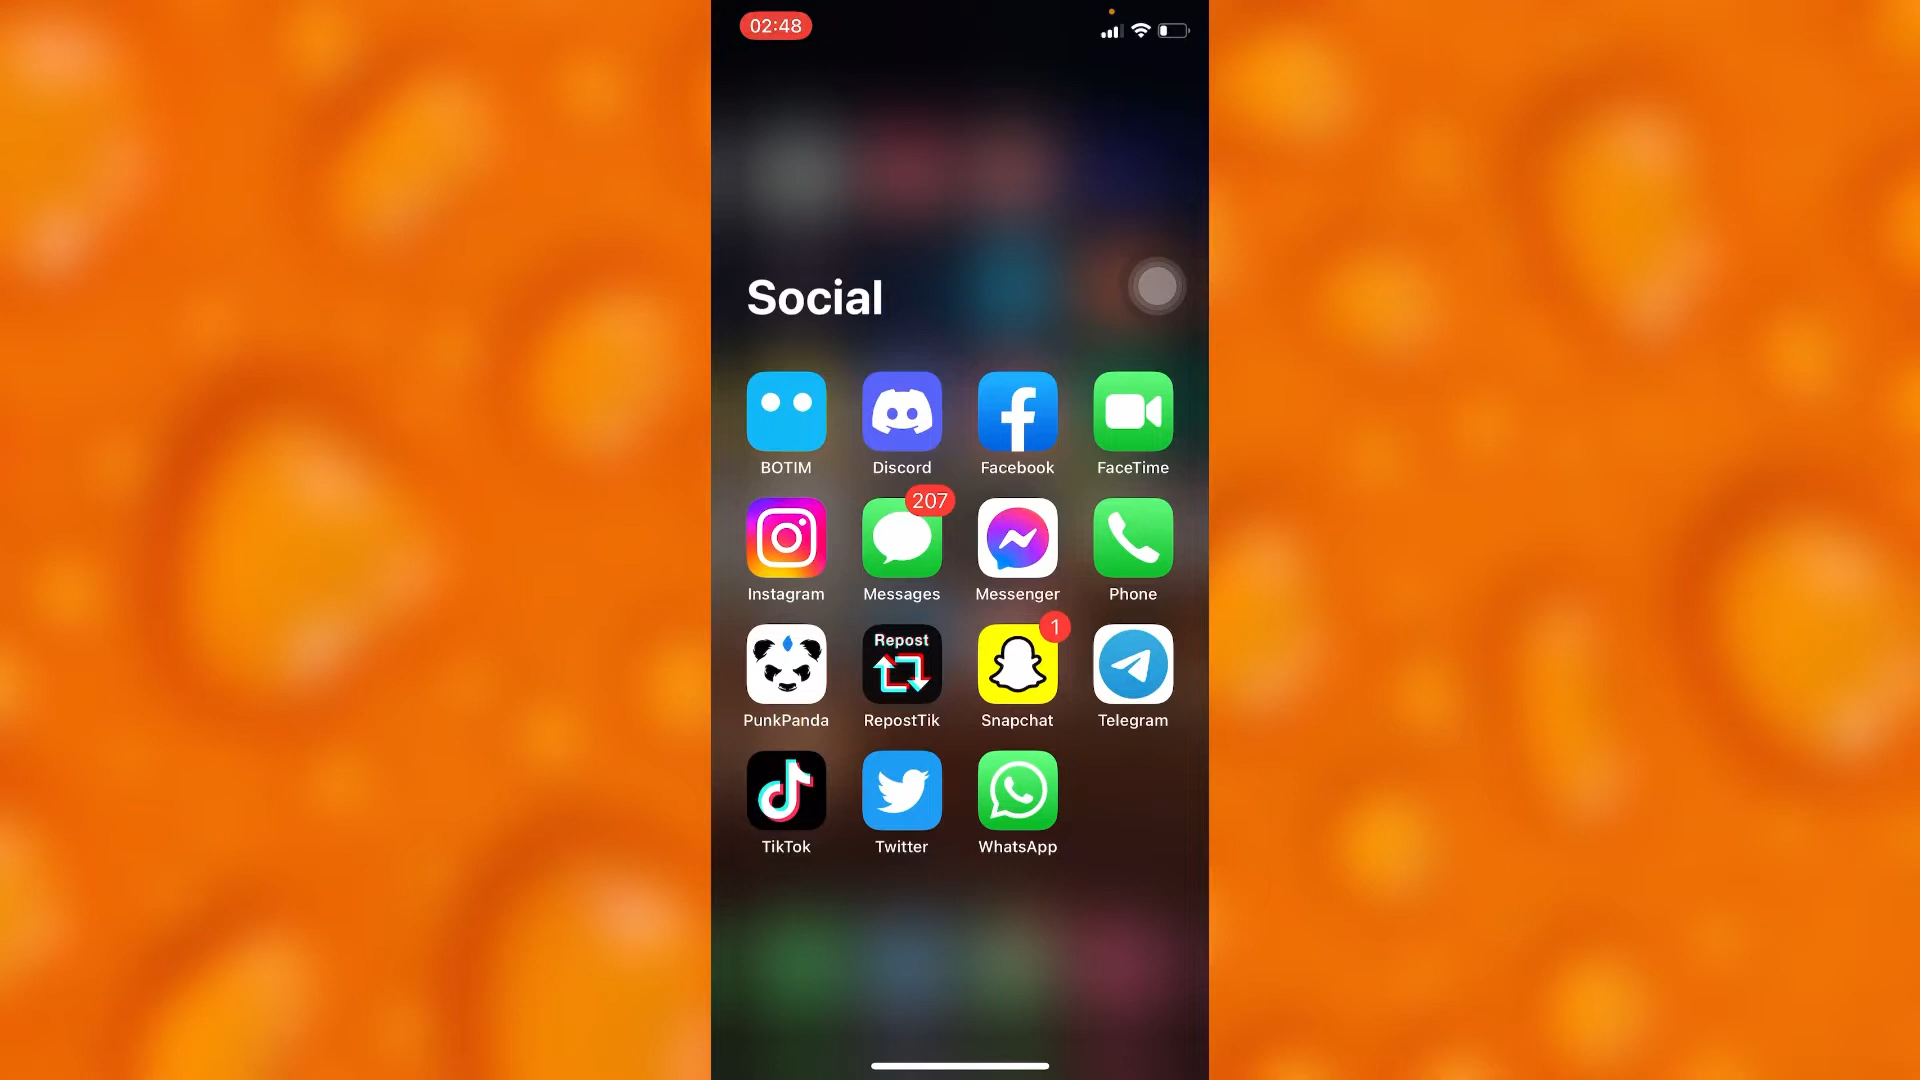 02:48
Social
BOTIM
Discord
Facebook
FaceTime
207
Instagram
Messages
Messenger
Phone
Repost
1
PunkPanda
RepostTik
Snapchat
Telegram
TikTok
Twitter
WhatsApp